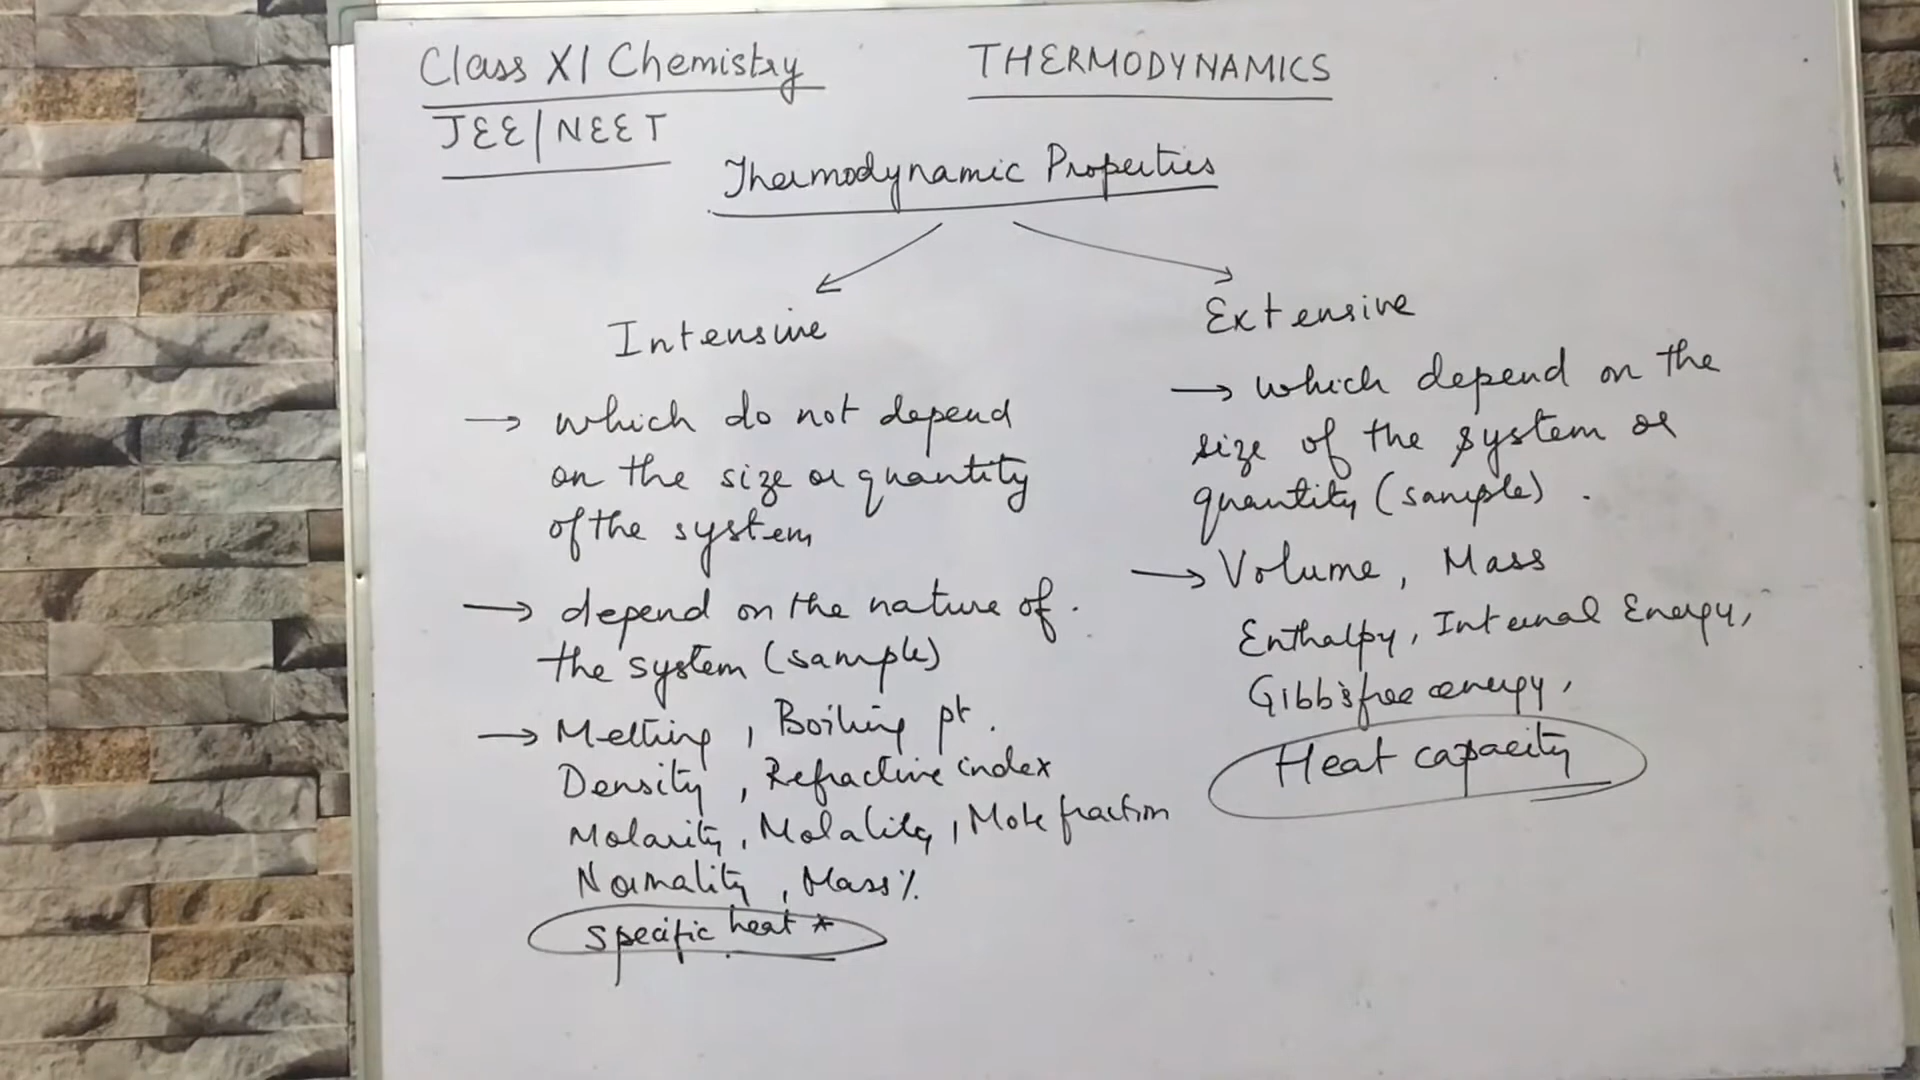 Class XI Chemistry
THERMODYNAMICS
JEE/NEET
Thermodynamic Properties
Intensive
→ which do not depend
on the size or quantity
of the system
→ depend on the nature of.
the system (sample)
→ Melting, Boiling pt.
Density, Refractive index
Molarity, Molality, Mole fraction
Normality, Mass%
specific heat *
Extensive
→ which depend on the
size of the system or
quantity (sample).
→ Volume, Mass
Enthalpy, Internal Energy,
Gibb's free energy,
Heat capacity